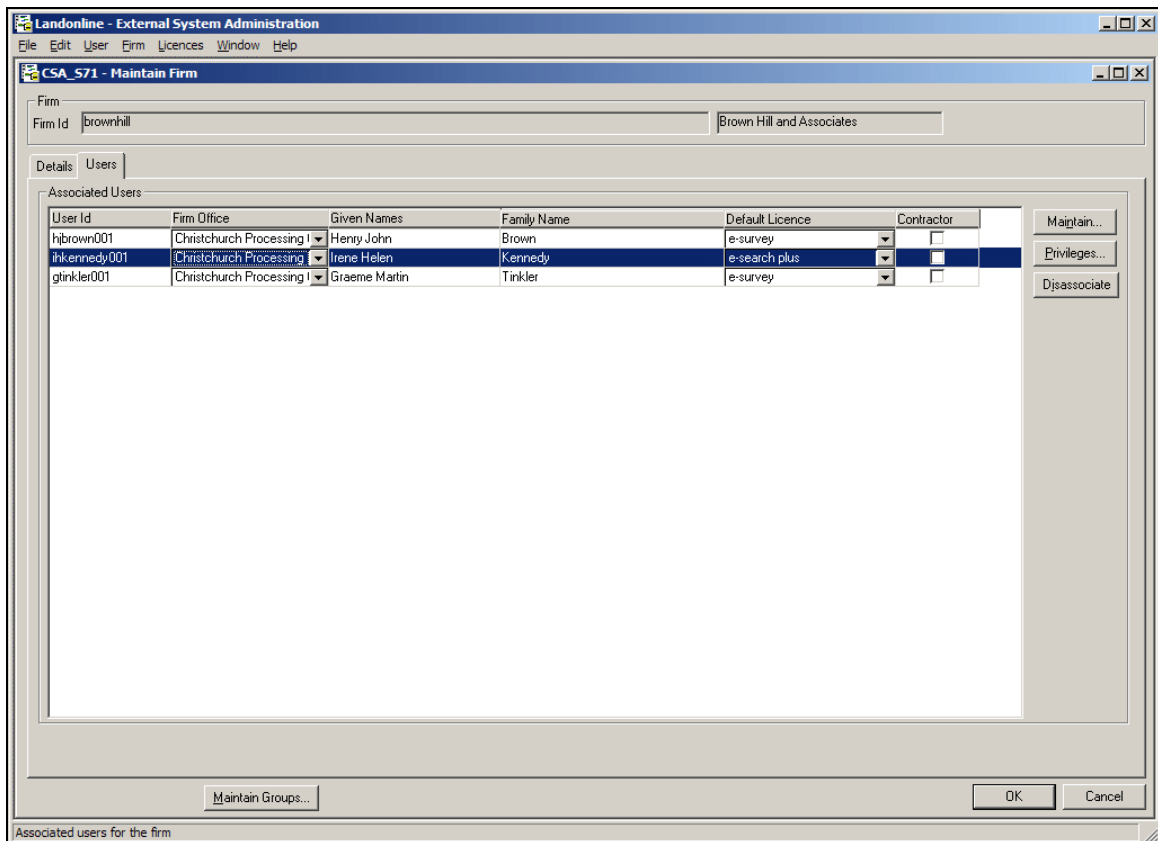 Landonline - External System Administration
File Edit User Firm Licences Window Help
CSA_S71 - Maintain Firm
Firm
Firm Id brownhill Brown Hill and Associates
Details Users
Associated Users
User Id Firm Office Given Names Family Name Default Licence Contractor
hjbrown001 Christchurch Processing Henry John Brown e-survey
ihkennedy001 Christchurch Processing Irene Helen Kennedy e-search plus
gtinkler001 Christchurch Processing Graeme Martin Tinkler e-survey
Maintain...
Privileges...
Disassociate
Maintain Groups... OK Cancel
Associated users for the firm